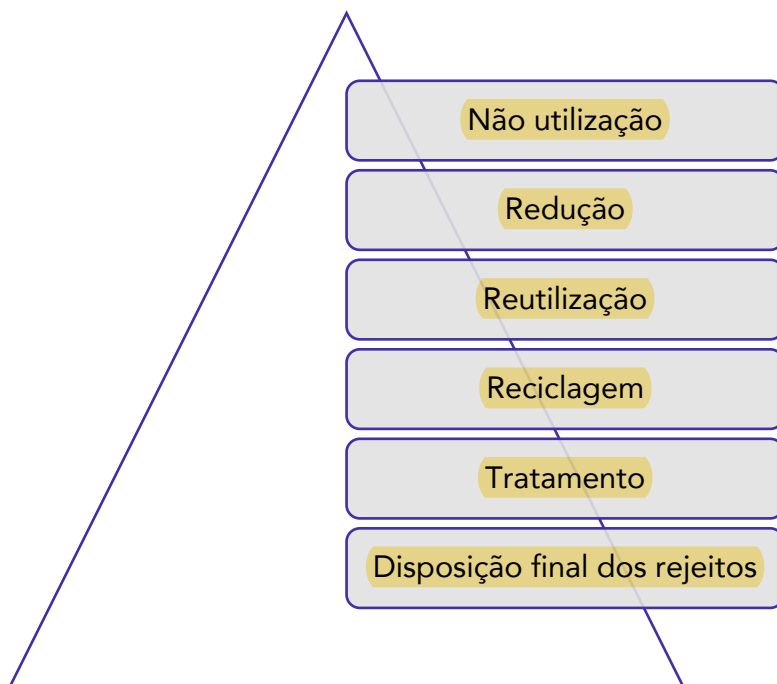 Não utilização
Redução
Reutilização
Reciclagem
Tratamento
Disposição final dos rejeitos